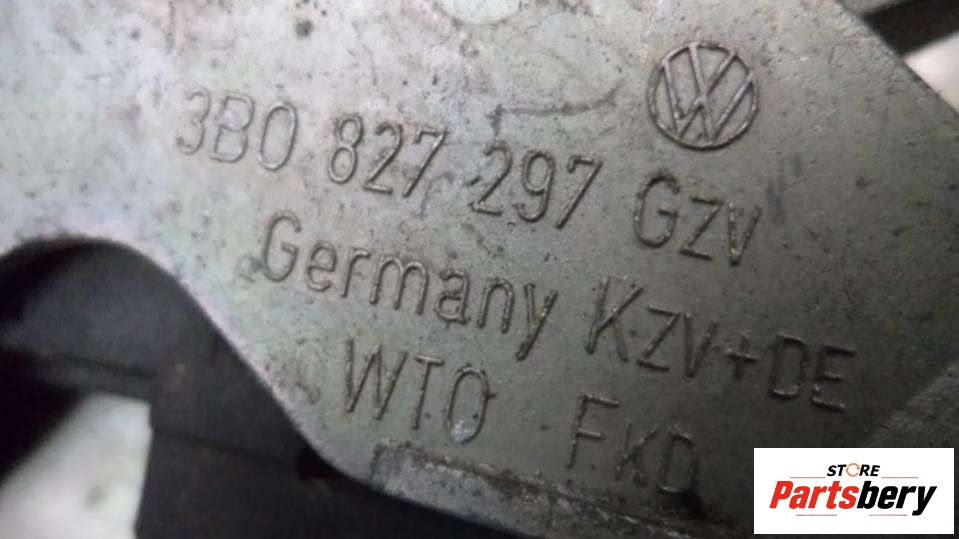 3B0 827 297 Gzv
Germany Kzv+DE
WTO FKD
STORE
Partsbery